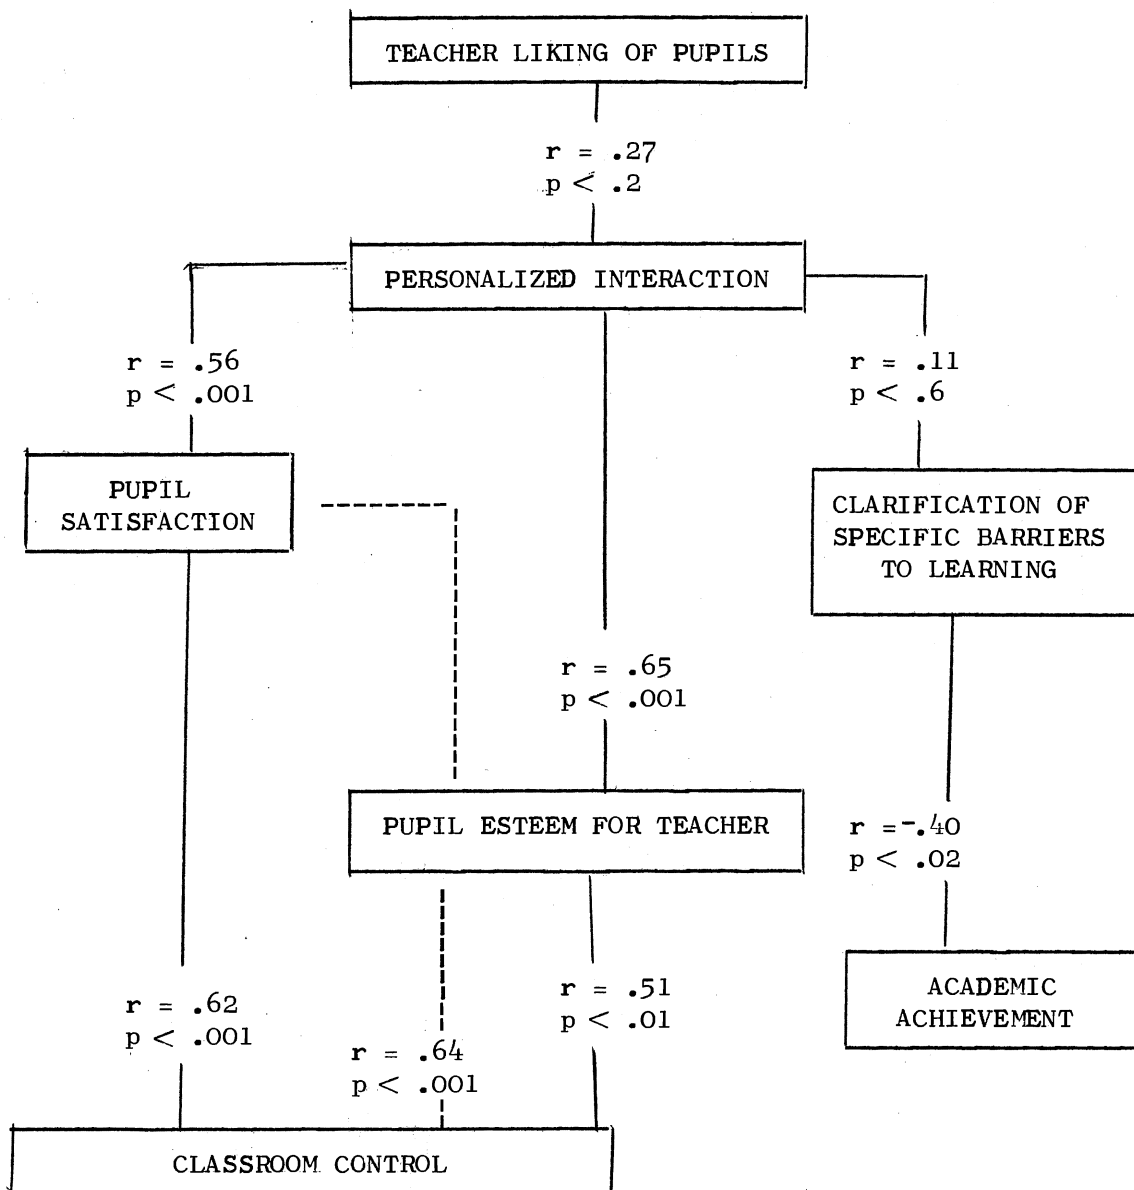 TEACHER LIKING OF PUPILS
r = .27
p < .2
PERSONALIZED INTERACTION
r = .56
p < .001
r = .11
p < .6
PUPIL
SATISFACTION
CLARIFICATION OF
SPECIFIC BARRIERS
TO LEARNING
r = .65
p < .001
PUPIL ESTEEM FOR TEACHER
r =-.40
p < .02
ACADEMIC
ACHIEVEMENT
r = .62
p < .001
r = .64
p < .001
r = .51
p < .01
CLASSROOM CONTROL